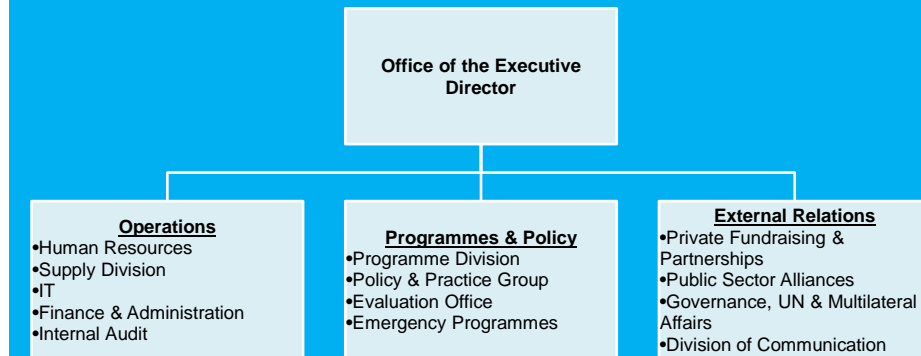 Office of the Executive
Director
Operations
•Human Resources
•Supply Division
•IT
•Finance & Administration
•Internal Audit
Programmes & Policy
•Programme Division
•Policy & Practice Group
•Evaluation Office
•Emergency Programmes
External Relations
•Private Fundraising &
Partnerships
•Public Sector Alliances
•Governance, UN & Multilateral
Affairs
•Division of Communication